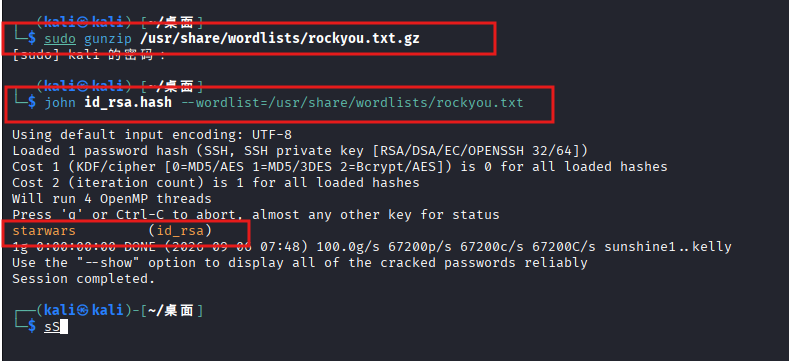 (kali㉿kali)-[~/桌面]
$ sudo gunzip /usr/share/wordlists/rockyou.txt.gz
[sudo] kali 的密码：
(kali㉿kali)-[~/桌面]
$ john id_rsa.hash --wordlist=/usr/share/wordlists/rockyou.txt
Using default input encoding: UTF-8
Loaded 1 password hash (SSH, SSH private key [RSA/DSA/EC/OPENSSH 32/64])
Cost 1 (KDF/cipher [0=MD5/AES 1=MD5/3DES 2=Bcrypt/AES]) is 0 for all loaded hashes
Cost 2 (iteration count) is 1 for all loaded hashes
Will run 4 OpenMP threads
Press 'q' or Ctrl-C to abort, almost any other key for status
starwars (id_rsa)
1g 0:00:00:00 DONE (2026-09-06 07:48) 100.0g/s 67200p/s 67200c/s 67200C/s sunshine1..kelly
Use the "--show" option to display all of the cracked passwords reliably
Session completed.
(kali㉿kali)-[~/桌面]
$ sS